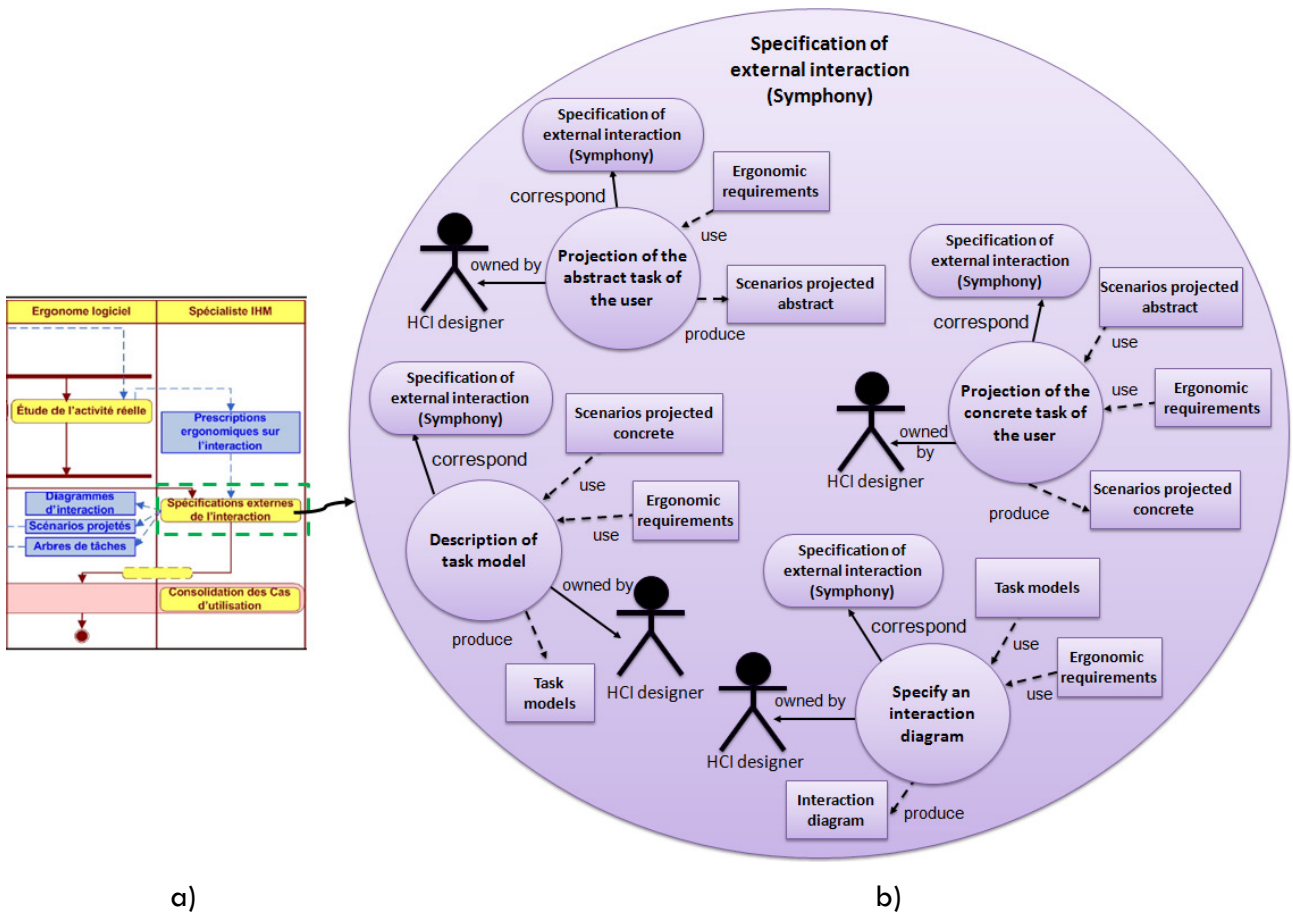 Specification of
external interaction
(Symphony)
Specification of
external interaction
(Symphony)
Ergonomic
requirements
correspond
use
Projection of the
abstract task of
the user
owned by
HCI designer
Scenarios projected
abstract
produce
Specification of
external interaction
(Symphony)
Scenarios projected
abstract
correspond
use
Projection of the
concrete task of
the user
use
Ergonomic
requirements
owned
by
HCI designer
Scenarios projected
concrete
produce
Specification of
external interaction
(Symphony)
Scenarios projected
concrete
correspond
use
Ergonomic
requirements
use
Description of
task model
owned by
HCI designer
produce
Task
models
Specification of
external interaction
(Symphony)
Task models
correspond
use
Ergonomic
requirements
use
Specify an
interaction
diagram
owned by
HCI designer
Interaction
diagram
produce
Ergonome logiciel
Spécialiste IHM
Étude de l'activité réelle
Prescriptions
ergonomiques sur
l'interaction
Diagrammes
d'interaction
Scénarios projetés
Arbres de tâches
Spécifications externes
de l'interaction
Consolidation des Cas
d'utilisation
a)
b)